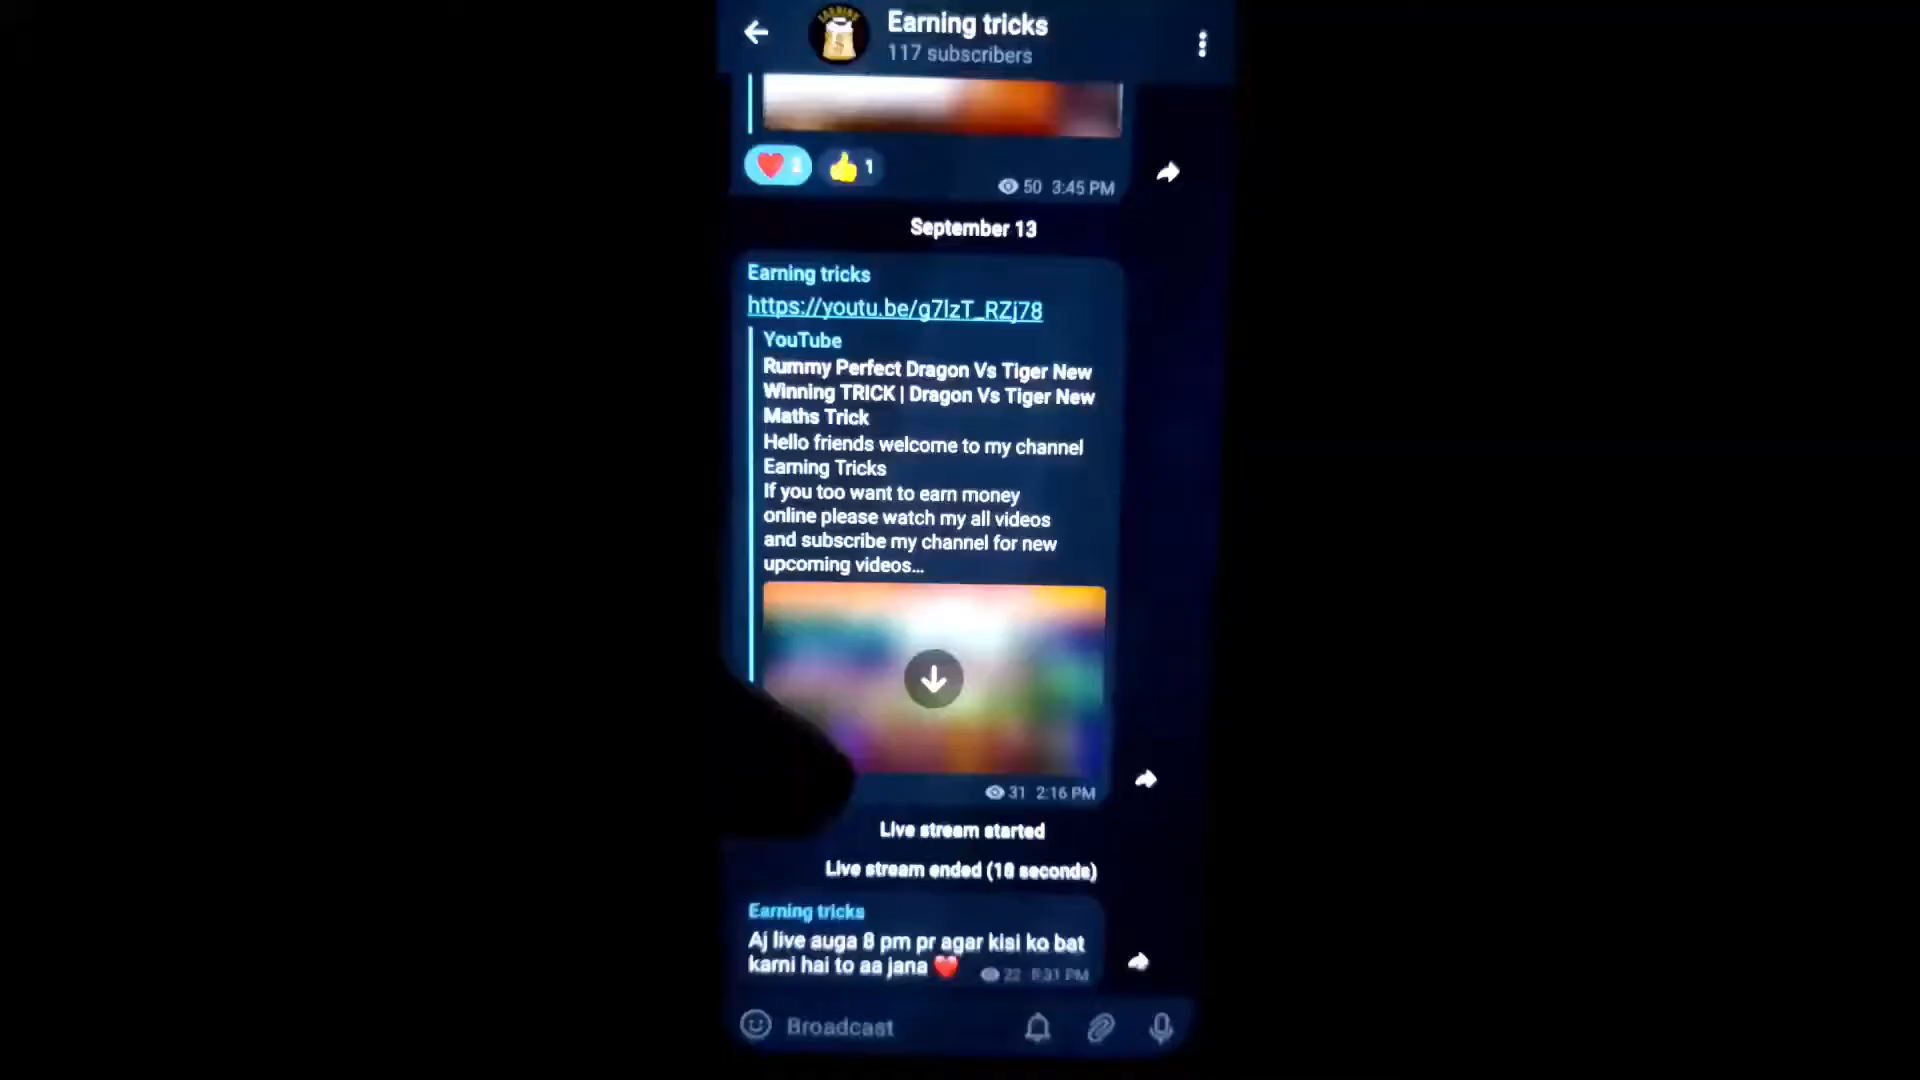 Earning tricks
117 subscribers
1
50 3:45 PM
September 13
Earning tricks
https://youtu.be/g7lzT_RZj78
YouTube
Rummy Perfect Dragon Vs Tiger New
Winning TRICK | Dragon Vs Tiger New
Maths Trick
Hello friends welcome to my channel
Earning Tricks
If you too want to earn money
online please watch my all videos
and subscribe my channel for new
upcoming videos...
31 2:16 PM
Live stream started
Live stream ended (18 seconds)
Earning tricks
Aj live auga 8 pm pr agar kisi ko bat
karni hai to aa jana ❤️ 22
Broadcast